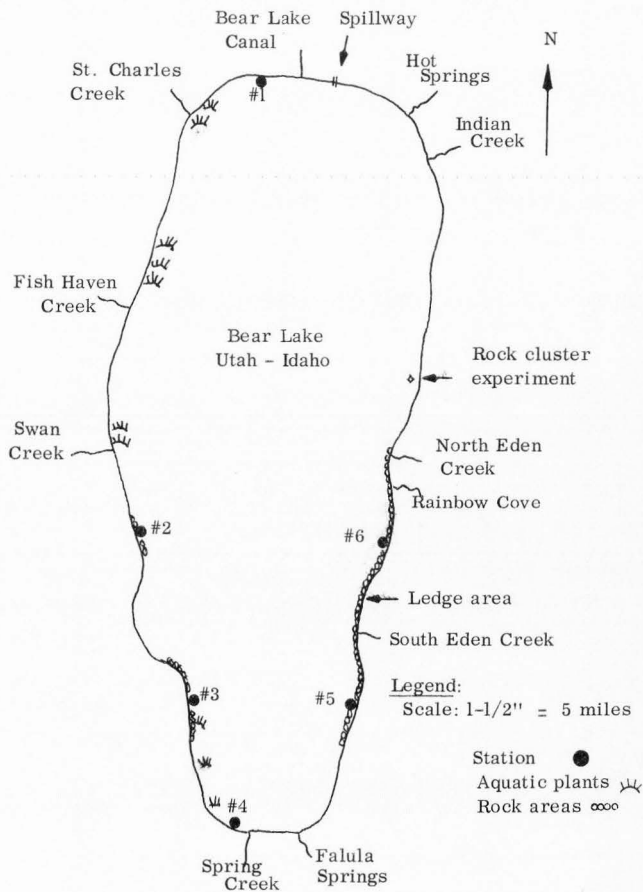 Bear Lake
Canal
Spillway
N
St. Charles
Creek
#1
Hot
Springs
Indian
Creek
Fish Haven
Creek
Bear Lake
Utah - Idaho
Rock cluster
experiment
Swan
Creek
North Eden
Creek
Rainbow Cove
#2
#6
Ledge area
South Eden Creek
#3
#5
Legend:
Scale: 1-1/2" = 5 miles
Station
Aquatic plants
Rock areas
#4
Spring
Creek
Falula
Springs